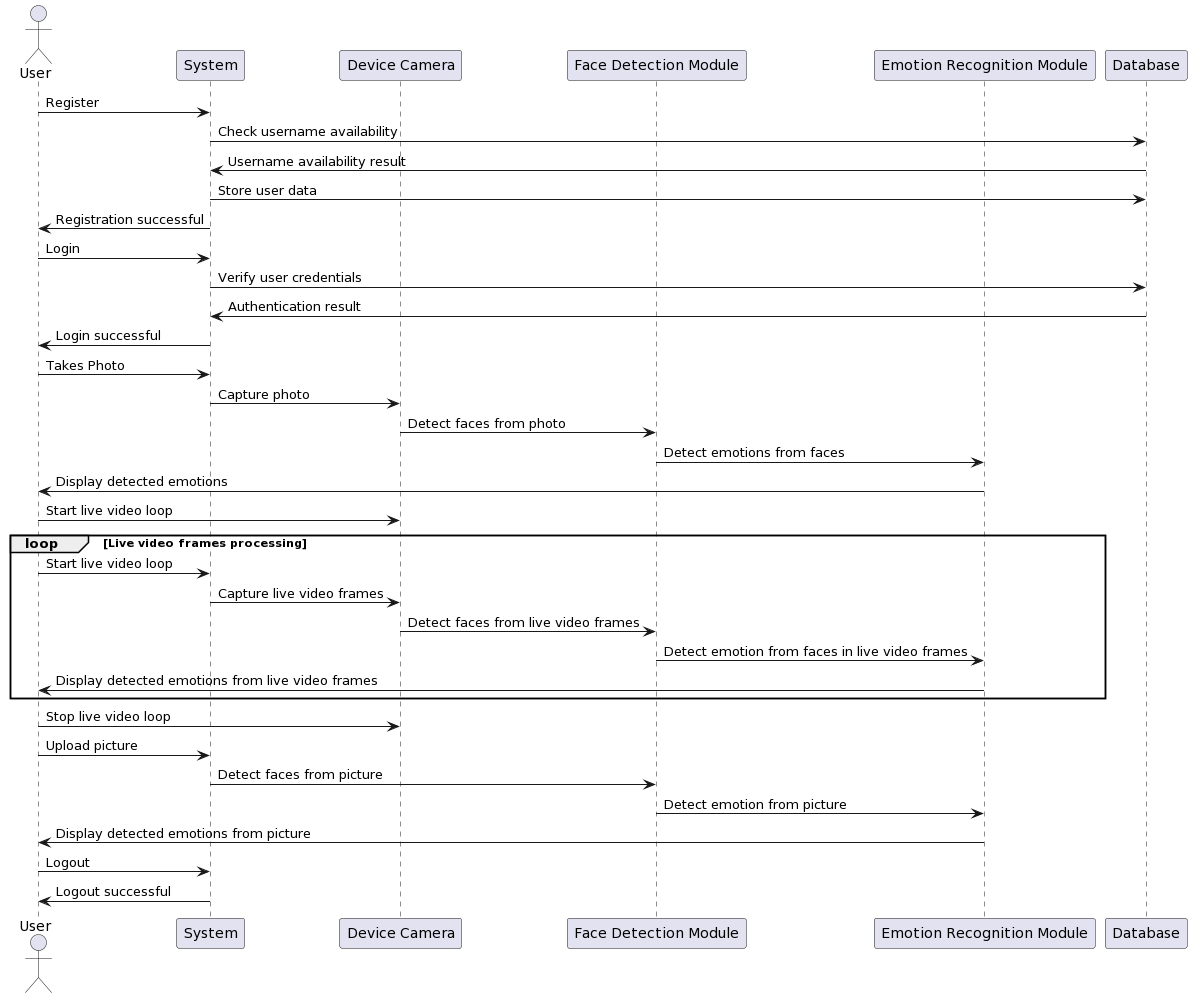 User
System
Device Camera
Face Detection Module
Emotion Recognition Module
Database
Register
Check username availability
Username availability result
Store user data
Registration successful
Login
Verify user credentials
Authentication result
Login successful
Takes Photo
Capture photo
Detect faces from photo
Detect emotions from faces
Display detected emotions
Start live video loop
loop
[Live video frames processing]
Start live video loop
Capture live video frames
Detect faces from live video frames
Detect emotion from faces in live video frames
Display detected emotions from live video frames
Stop live video loop
Upload picture
Detect faces from picture
Detect emotion from picture
Display detected emotions from picture
Logout
Logout successful
User
System
Device Camera
Face Detection Module
Emotion Recognition Module
Database